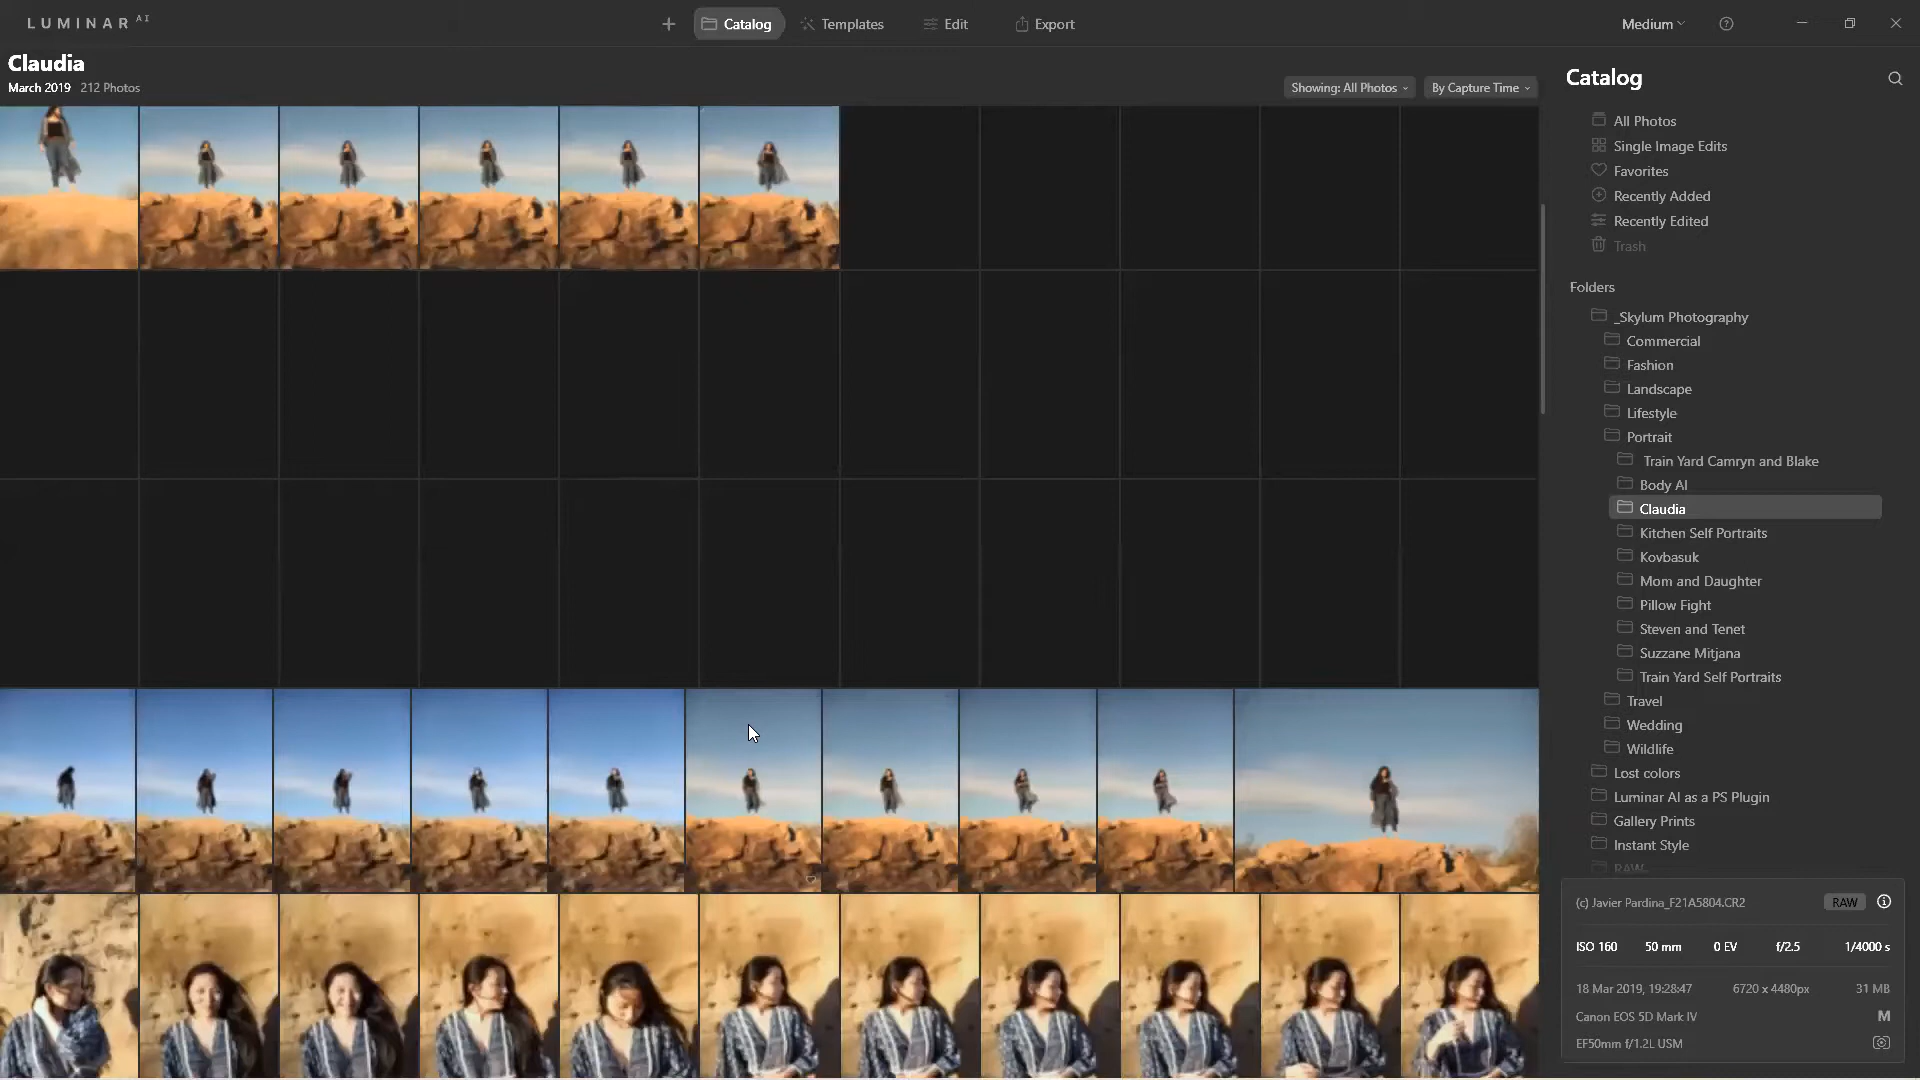 LUMINAR AI
Catalog
Templates
Edit
Export
Medium
Claudia
March 2019 212 Photos
Showing: All Photos
By Capture Time
Catalog
All Photos
Single Image Edits
Favorites
Recently Added
Recently Edited
Trash
Folders
_Skylum Photography
Commercial
Fashion
Landscape
Lifestyle
Portrait
Train Yard Camryn and Blake
Body AI
Claudia
Kitchen Self Portraits
Kovbasuk
Mom and Daughter
Pillow Fight
Steven and Tenet
Suzzane Mitjana
Train Yard Self Portraits
Travel
Wedding
Wildlife
Lost colors
Luminar AI as a PS Plugin
Gallery Prints
Instant Style
(c) Javier Pardina_F21A5804.CR2 RAW
ISO 160 50 mm 0 EV f/2.5 1/4000 s
18 Mar 2019, 19:28:47 6720 x 4480px 31 MB
Canon EOS 5D Mark IV M
EF50mm f/1.2L USM